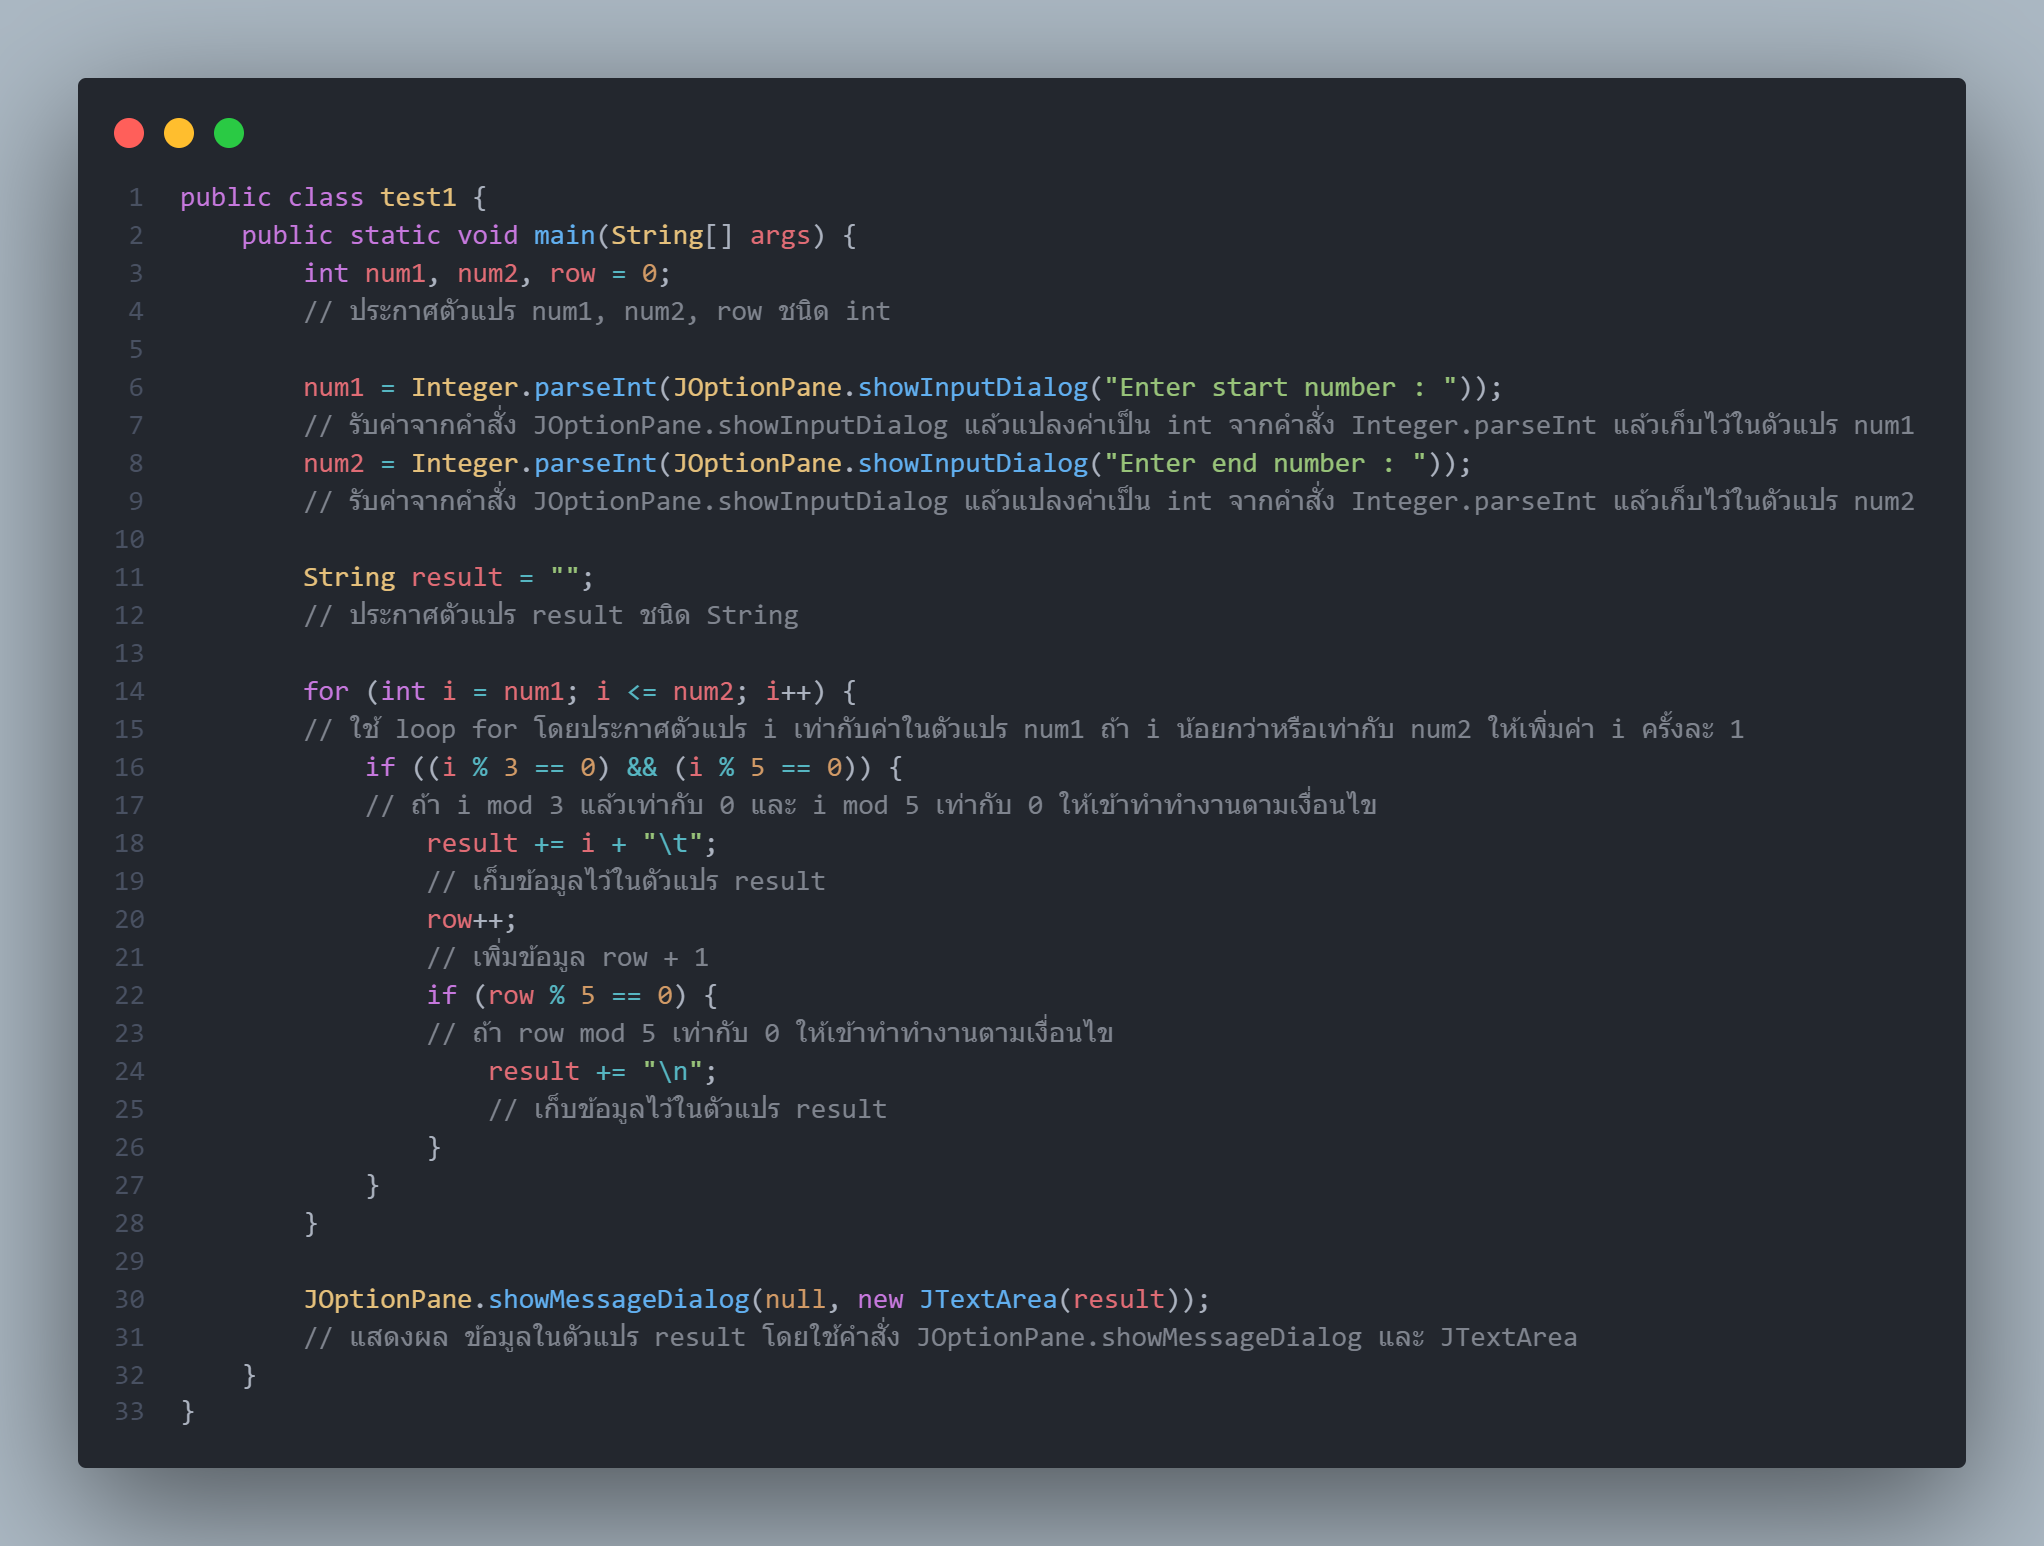 1 public class test1 {
2     public static void main(String[] args) {
3         int num1, num2, row = 0;
4         // ประกาศตัวแปร num1, num2, row ชนิด int
5
6         num1 = Integer.parseInt(JOptionPane.showInputDialog("Enter start number : "));
7         // รับค่าจากคำสั่ง JOptionPane.showInputDialog แล้วแปลงค่าเป็น int จากคำสั่ง Integer.parseInt แล้วเก็บไว้ในตัวแปร num1
8         num2 = Integer.parseInt(JOptionPane.showInputDialog("Enter end number : "));
9         // รับค่าจากคำสั่ง JOptionPane.showInputDialog แล้วแปลงค่าเป็น int จากคำสั่ง Integer.parseInt แล้วเก็บไว้ในตัวแปร num2
10
11         String result = "";
12         // ประกาศตัวแปร result ชนิด String
13
14         for (int i = num1; i <= num2; i++) {
15         // ใช้ loop for โดยประกาศตัวแปร i เท่ากับค่าในตัวแปร num1 ถ้า i น้อยกว่าหรือเท่ากับ num2 ให้เพิ่มค่า i ครั้งละ 1
16             if ((i % 3 == 0) && (i % 5 == 0)) {
17             // ถ้า i mod 3 แล้วเท่ากับ 0 และ i mod 5 เท่ากับ 0 ให้เข้าทำทำงานตามเงื่อนไข
18                 result += i + "\t";
19                 // เก็บข้อมูลไว้ในตัวแปร result
20                 row++;
21                 // เพิ่มข้อมูล row + 1
22                 if (row % 5 == 0) {
23                 // ถ้า row mod 5 เท่ากับ 0 ให้เข้าทำทำงานตามเงื่อนไข
24                     result += "\n";
25                     // เก็บข้อมูลไว้ในตัวแปร result
26                 }
27             }
28         }
29
30         JOptionPane.showMessageDialog(null, new JTextArea(result));
31         // แสดงผล ข้อมูลในตัวแปร result โดยใช้คำสั่ง JOptionPane.showMessageDialog และ JTextArea
32     }
33 }